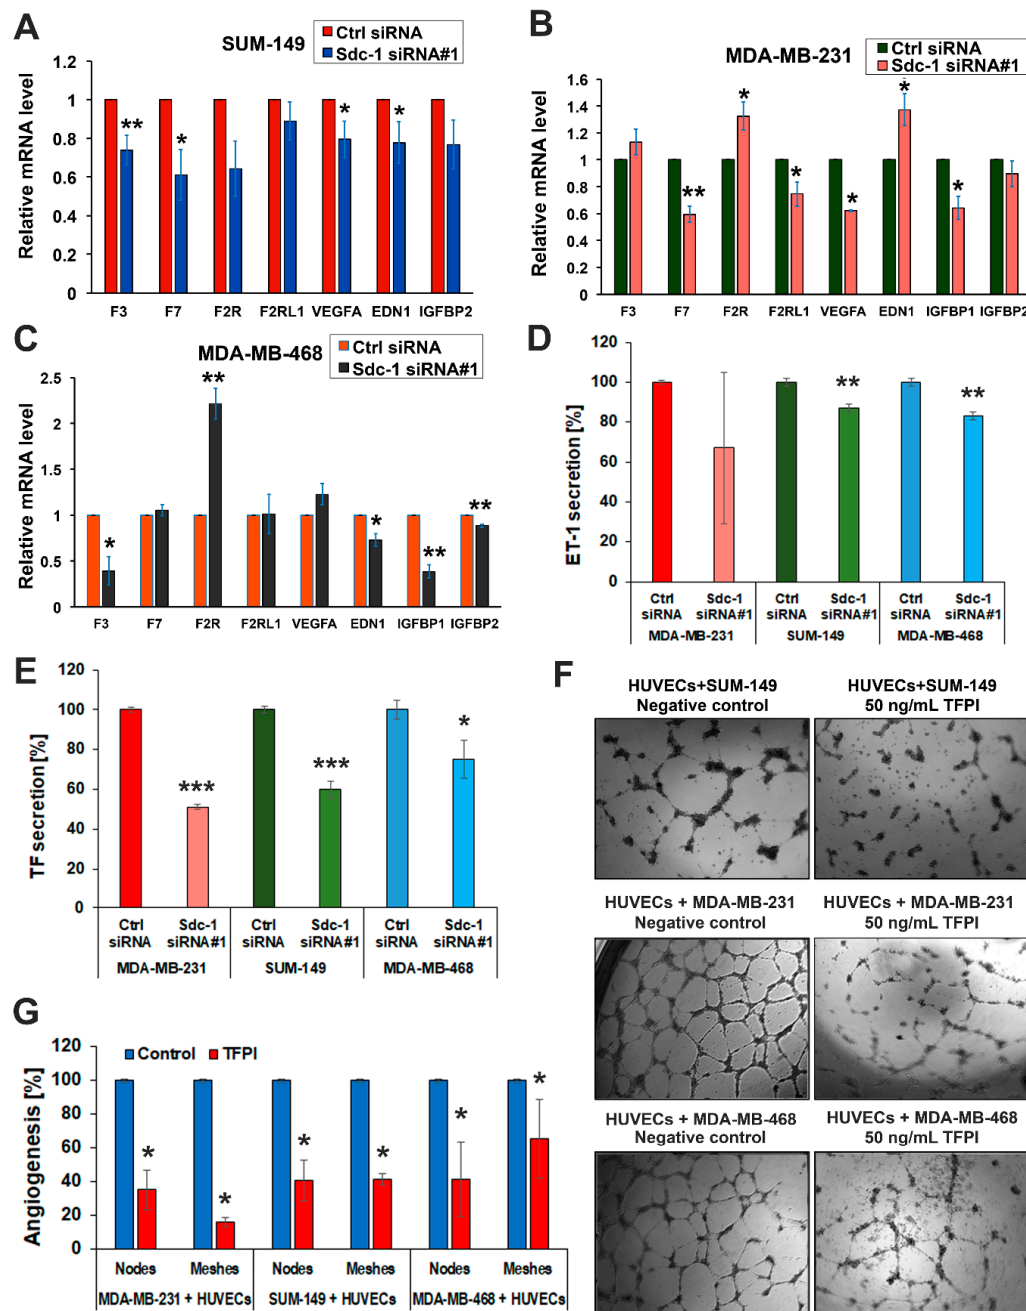 A
SUM-149
Ctrl siRNA
Sdc-1 siRNA#1
Relative mRNA level
1.2
1
0.8
0.6
0.4
0.2
0
** * * *
F3 F7 F2R F2RL1 VEGFA EDN1 IGFBP2
B
MDA-MB-231
Ctrl siRNA
Sdc-1 siRNA#1
Relative mRNA level
1.6
1.4
1.2
1
0.8
0.6
0.4
0.2
0
** * * * * *
F3 F7 F2R F2RL1 VEGFA EDN1 IGFBP1 IGFBP2
C
MDA-MB-468
Ctrl siRNA
Sdc-1 siRNA#1
Relative mRNA level
2.5
2
1.5
1
0.5
0
* ** * ** **
F3 F7 F2R F2RL1 VEGFA EDN1 IGFBP1 IGFBP2
D
ET-1 secretion [%]
120
100
80
60
40
20
0
** **
Ctrl siRNA Sdc-1 siRNA#1 Ctrl siRNA Sdc-1 siRNA#1 Ctrl siRNA Sdc-1 siRNA#1
MDA-MB-231 SUM-149 MDA-MB-468
E
TF secretion [%]
120
100
80
60
40
20
0
*** *** *
Ctrl siRNA Sdc-1 siRNA#1 Ctrl siRNA Sdc-1 siRNA#1 Ctrl siRNA Sdc-1 siRNA#1
MDA-MB-231 SUM-149 MDA-MB-468
F
HUVECs+SUM-149
Negative control
HUVECs+SUM-149
50 ng/mL TFPI
HUVECs + MDA-MB-231
Negative control
HUVECs + MDA-MB-231
50 ng/mL TFPI
HUVECs + MDA-MB-468
Negative control
HUVECs + MDA-MB-468
50 ng/mL TFPI
G
Control TFPI
Angiogenesis [%]
120
100
80
60
40
20
0
* * * * * *
Nodes Meshes Nodes Meshes Nodes Meshes
MDA-MB-231 + HUVECs SUM-149 + HUVECs MDA-MB-468 + HUVECs